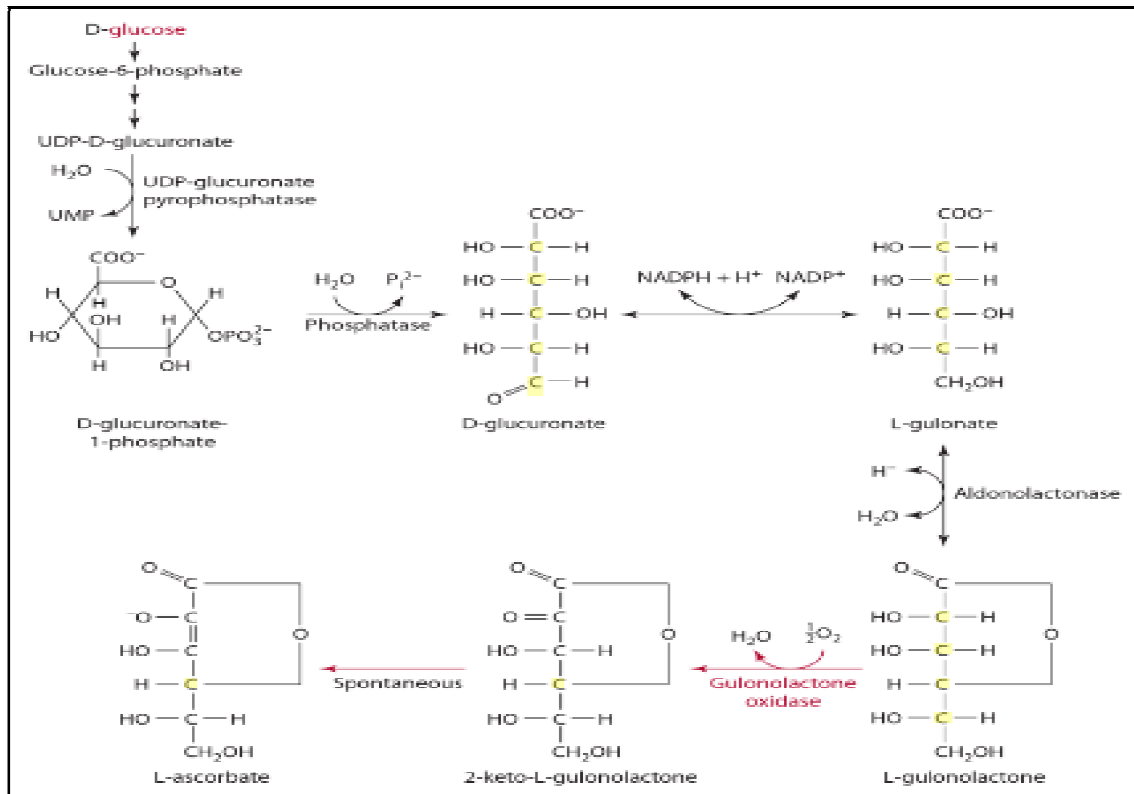 D-glucose
Glucose-6-phosphate
UDP-D-glucuronate
H₂O
UDP-glucuronate
pyrophosphatase
UMP
COO⁻
O
H
H
H
OH
H
HO
OPO₃²⁻
H
OH
D-glucuronate-
1-phosphate
H₂O Pᵢ²⁻
Phosphatase
COO⁻
HO — C — H
HO — C — H
H — C — OH
HO — C — H
O = C — H
D-glucuronate
NADPH + H⁺ NADP⁺
COO⁻
HO — C — H
HO — C — H
H — C — OH
HO — C — H
CH₂OH
L-gulonate
H⁻
Aldonolactonase
H₂O
O = C
HO — C — H
HO — C — H
O
H — C
HO — C — H
CH₂OH
L-gulonolactone
H₂O ½O₂
Gulonolactone
oxidase
O = C
O = C
HO — C — H
O
H — C
HO — C — H
CH₂OH
2-keto-L-gulonolactone
Spontaneous
O = C
⁻O — C
HO — C
O
H — C
HO — C — H
CH₂OH
L-ascorbate